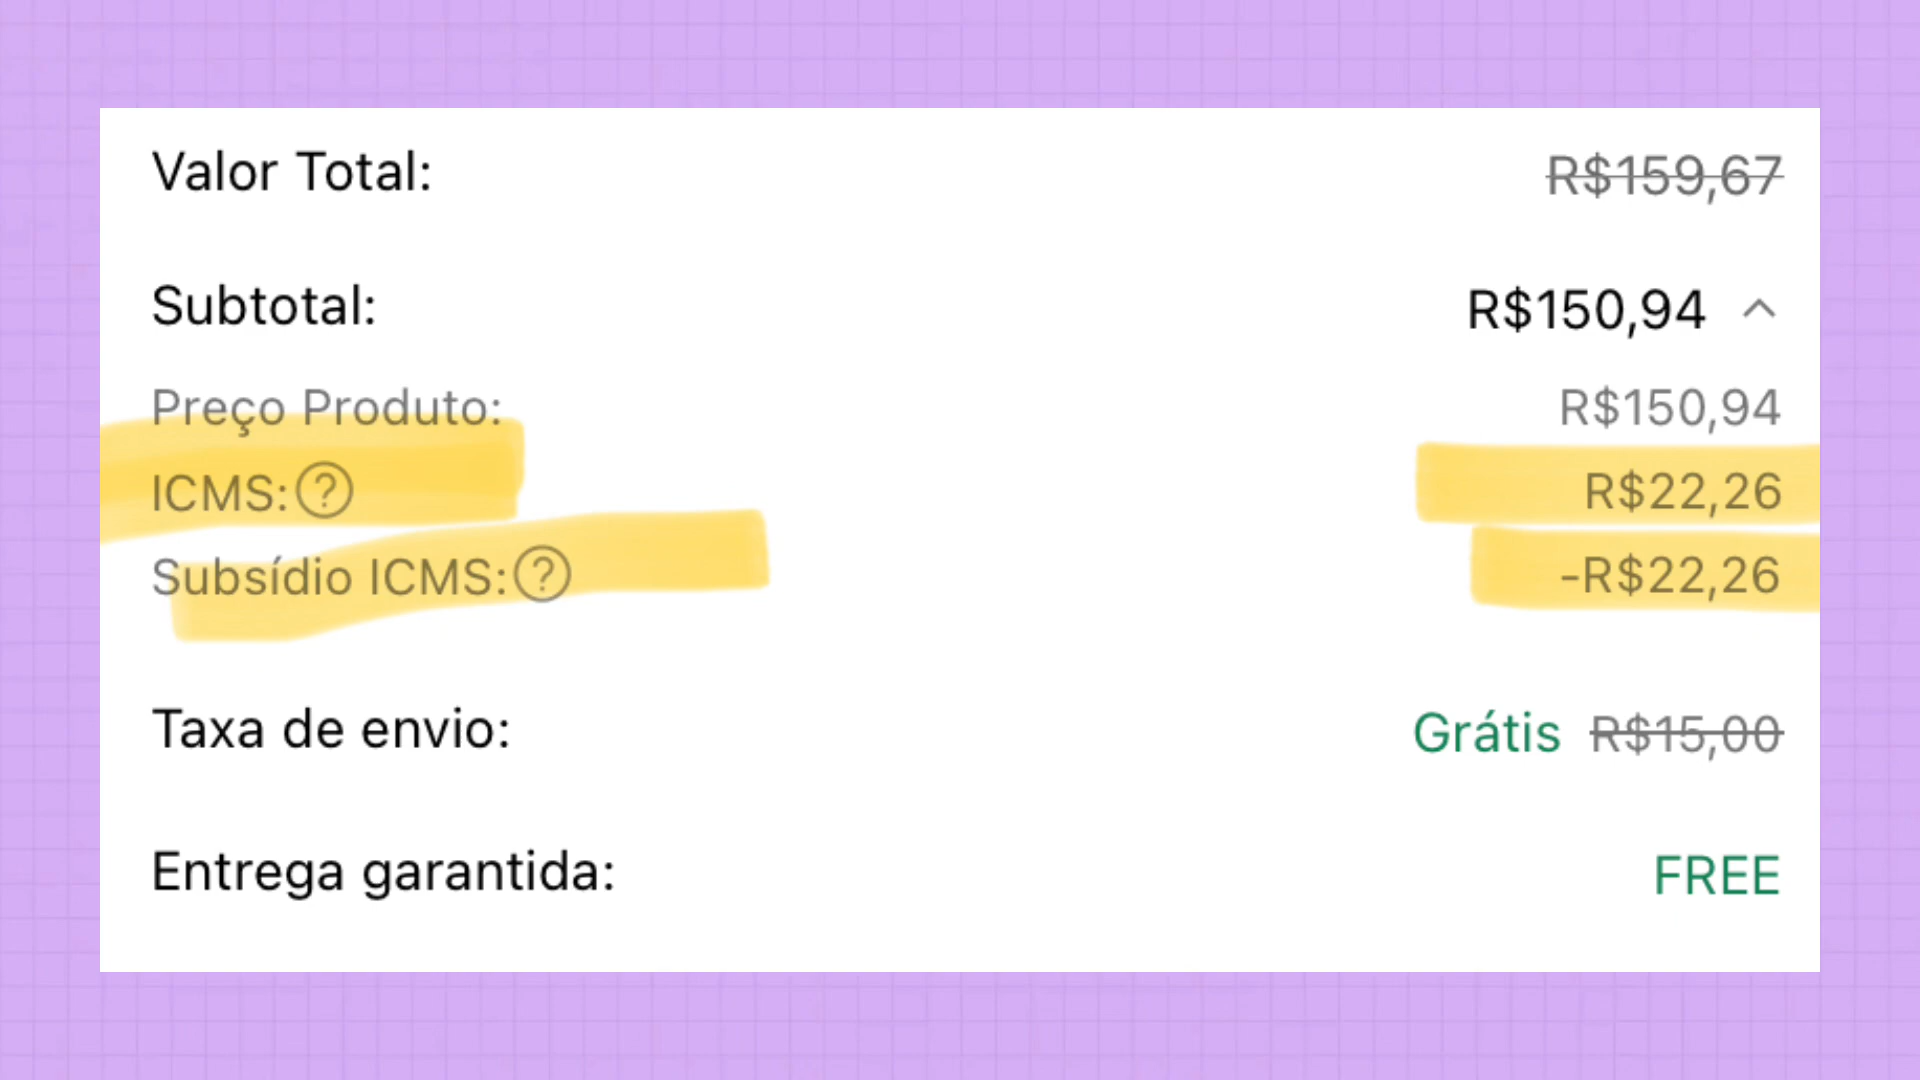 Valor Total: R$159,67
Subtotal: R$150,94
Preço Produto: R$150,94
ICMS:? R$22,26
Subsídio ICMS:? -R$22,26
Taxa de envio: Grátis R$15,00
Entrega garantida: FREE